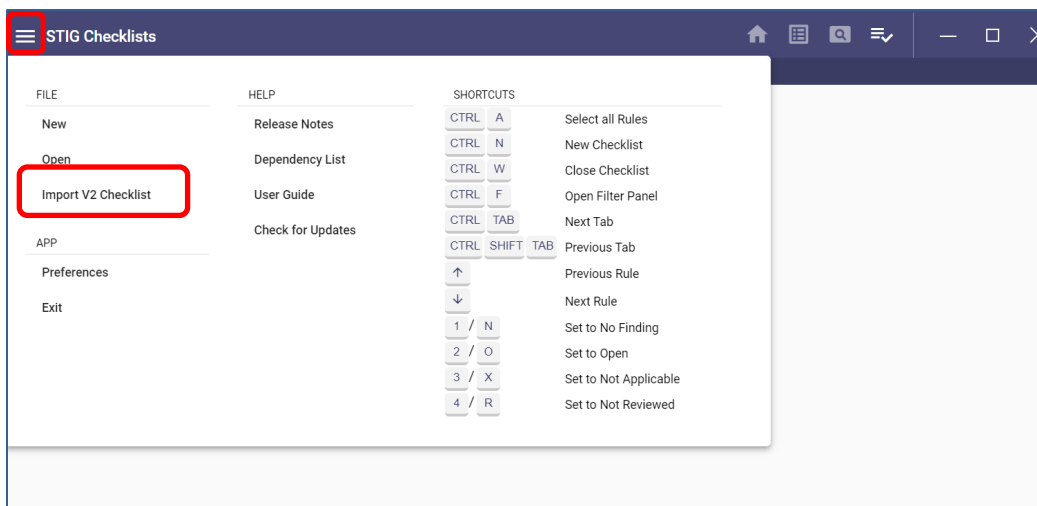 STIG Checklists
FILE
New
Open
Import V2 Checklist
APP
Preferences
Exit
HELP
Release Notes
Dependency List
User Guide
Check for Updates
SHORTCUTS
CTRL A Select all Rules
CTRL N New Checklist
CTRL W Close Checklist
CTRL F Open Filter Panel
CTRL TAB Next Tab
CTRL SHIFT TAB Previous Tab
↑ Previous Rule
↓ Next Rule
1 / N Set to No Finding
2 / O Set to Open
3 / X Set to Not Applicable
4 / R Set to Not Reviewed